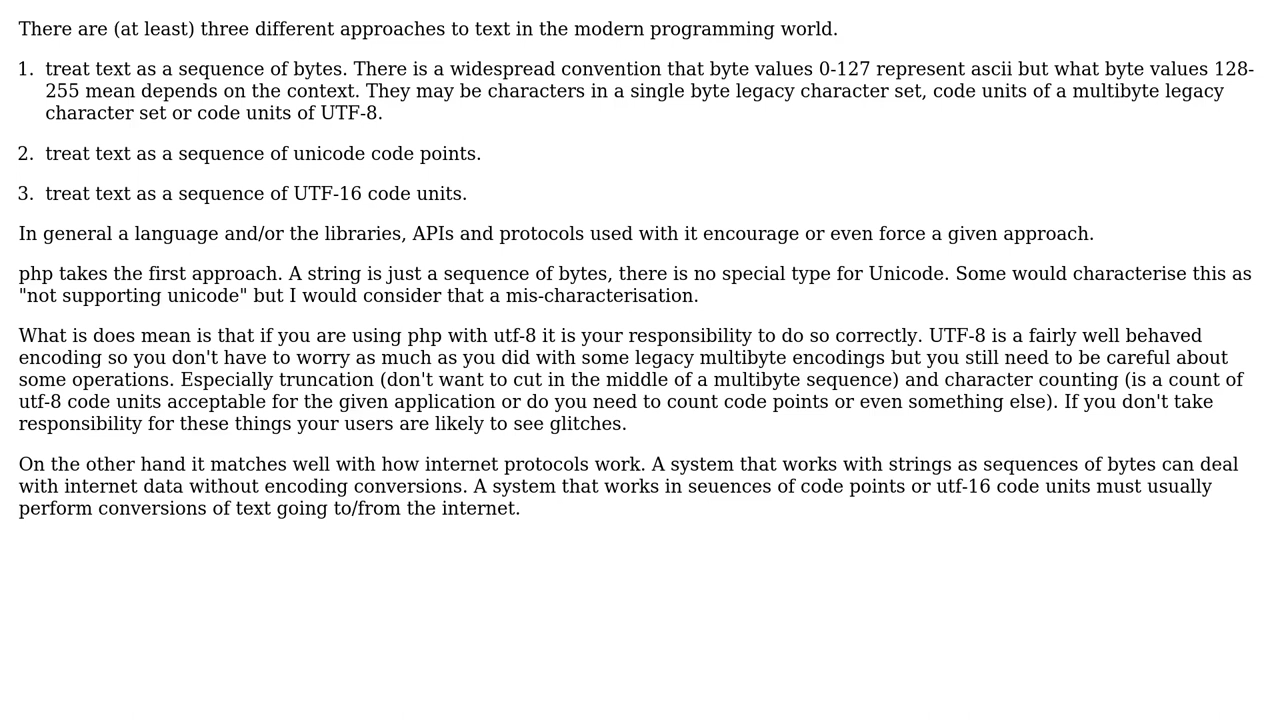 There are (at least) three different approaches to text in the modern programming world.
1. treat text as a sequence of bytes. There is a widespread convention that byte values 0-127 represent ascii but what byte values 128-
255 mean depends on the context. They may be characters in a single byte legacy character set, code units of a multibyte legacy
character set or code units of UTF-8.
2. treat text as a sequence of unicode code points.
3. treat text as a sequence of UTF-16 code units.
In general a language and/or the libraries, APIs and protocols used with it encourage or even force a given approach.
php takes the first approach. A string is just a sequence of bytes, there is no special type for Unicode. Some would characterise this as
"not supporting unicode" but I would consider that a mis-characterisation.
What is does mean is that if you are using php with utf-8 it is your responsibility to do so correctly. UTF-8 is a fairly well behaved
encoding so you don't have to worry as much as you did with some legacy multibyte encodings but you still need to be careful about
some operations. Especially truncation (don't want to cut in the middle of a multibyte sequence) and character counting (is a count of
utf-8 code units acceptable for the given application or do you need to count code points or even something else). If you don't take
responsibility for these things your users are likely to see glitches.
On the other hand it matches well with how internet protocols work. A system that works with strings as sequences of bytes can deal
with internet data without encoding conversions. A system that works in seuences of code points or utf-16 code units must usually
perform conversions of text going to/from the internet.